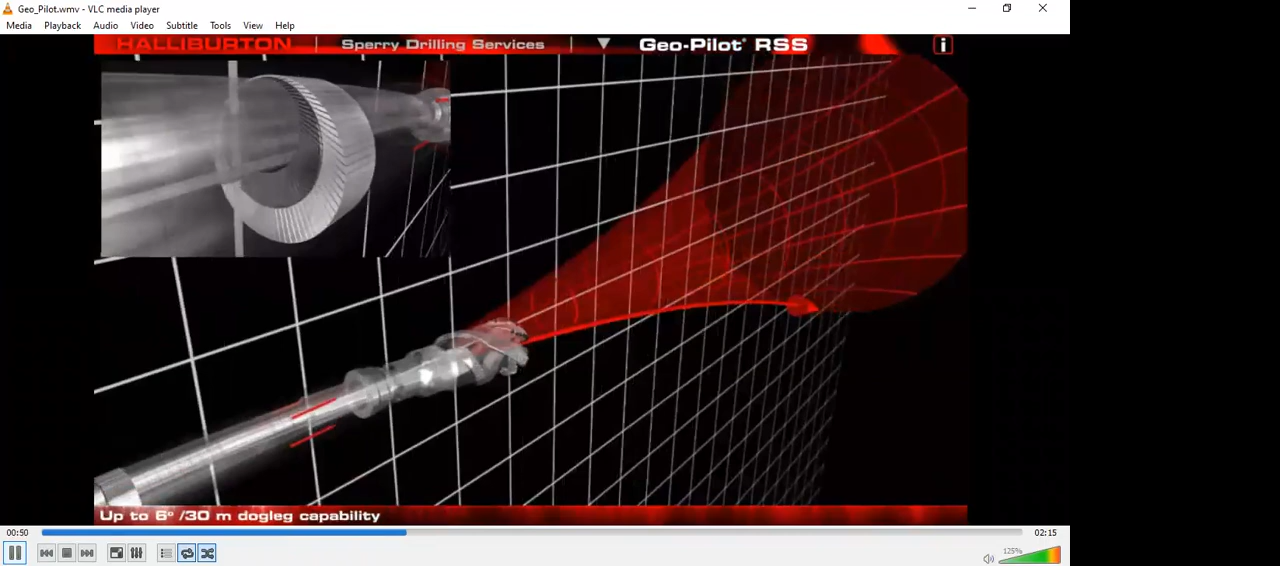 Geo_Pilot.wmv - VLC media player
Media Playback Audio Video Subtitle Tools View Help
HALLIBURTON | Sperry Drilling Services | Geo-Pilot® RSS i
Up to 6° /30 m dogleg capability
00:50 02:15
125%